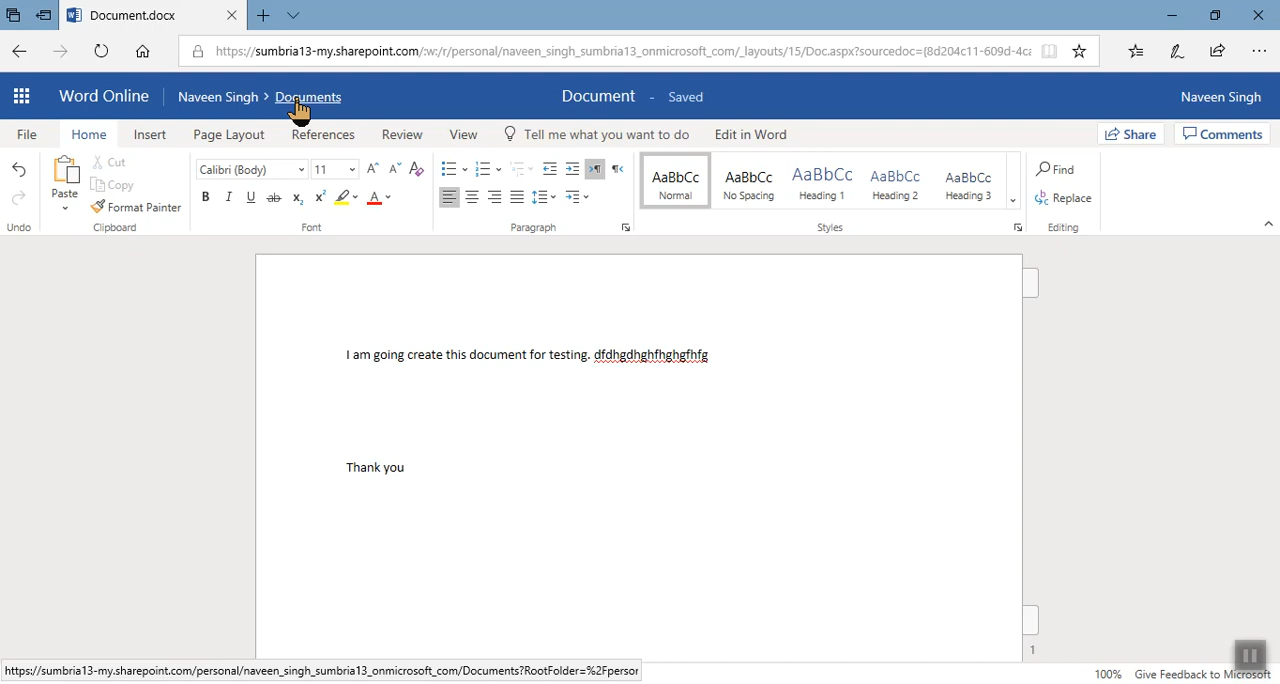 Document.docx
https://sumbria13-my.sharepoint.com/:w:/r/personal/naveen_singh_sumbria13_onmicrosoft_com/_layouts/15/Doc.aspx?sourcedoc={8d204c11-609d-4ca
Word Online Naveen Singh > Documents Document - Saved Naveen Singh
File Home Insert Page Layout References Review View Tell me what you want to do Edit in Word Share Comments
Paste Cut Copy Format Painter
Calibri (Body) 11
B I U ab x₂ x² A
AaBbCc Normal AaBbCc No Spacing AaBbCc Heading 1 AaBbCc Heading 2 AaBbCc Heading 3
Find
Replace
Undo Clipboard Font Paragraph Styles Editing
I am going create this document for testing. dfdhgdhghfhghgfhfg
Thank you
1
https://sumbria13-my.sharepoint.com/personal/naveen_singh_sumbria13_onmicrosoft_com/Documents?RootFolder=%2Fperson
100% Give Feedback to Microsoft